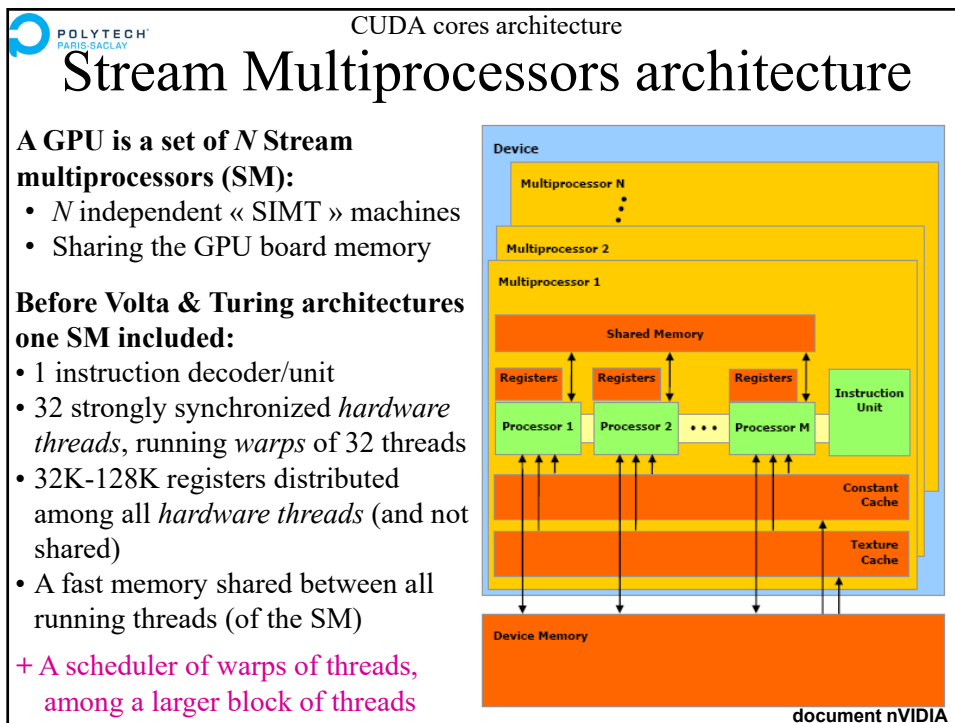 POLYTECH'
PARIS-SACLAY
CUDA cores architecture
Stream Multiprocessors architecture
A GPU is a set of N Stream
multiprocessors (SM):
• N independent « SIMT » machines
• Sharing the GPU board memory
Before Volta & Turing architectures
one SM included:
• 1 instruction decoder/unit
• 32 strongly synchronized hardware
threads, running warps of 32 threads
• 32K-128K registers distributed
among all hardware threads (and not
shared)
• A fast memory shared between all
running threads (of the SM)
+ A scheduler of warps of threads,
among a larger block of threads
Device
Multiprocessor N
Multiprocessor 2
Multiprocessor 1
Shared Memory
Registers
Registers
Registers
Instruction
Unit
Processor 1
Processor 2
• • •
Processor M
Constant
Cache
Texture
Cache
Device Memory
document nVIDIA